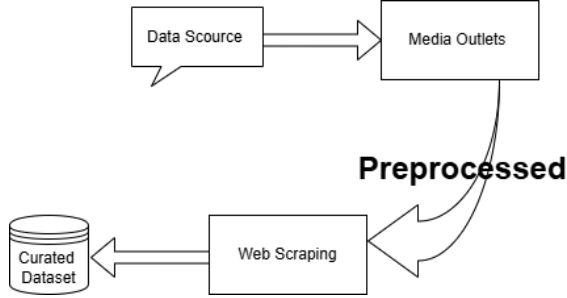 Data Scource
Media Outlets
Preprocessed
Web Scraping
Curated
Dataset